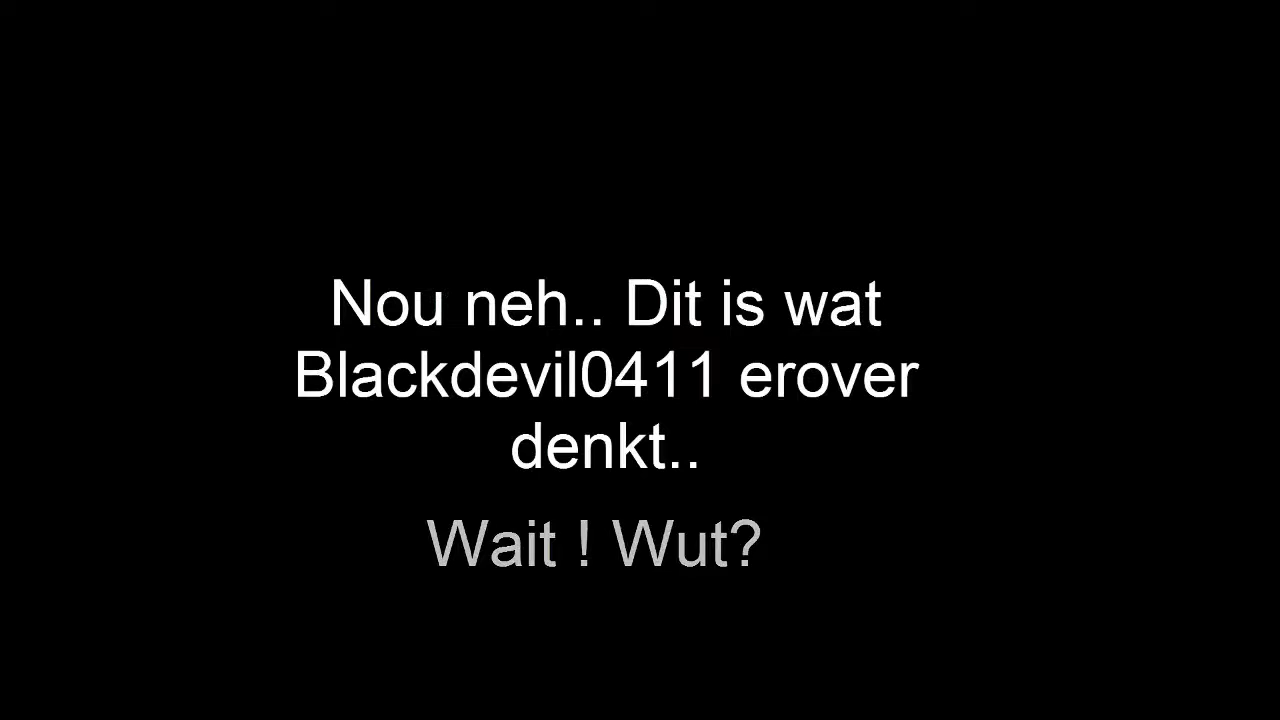 Nou neh.. Dit is wat
Blackdevil0411 erover
denkt..
Wait ! Wut?